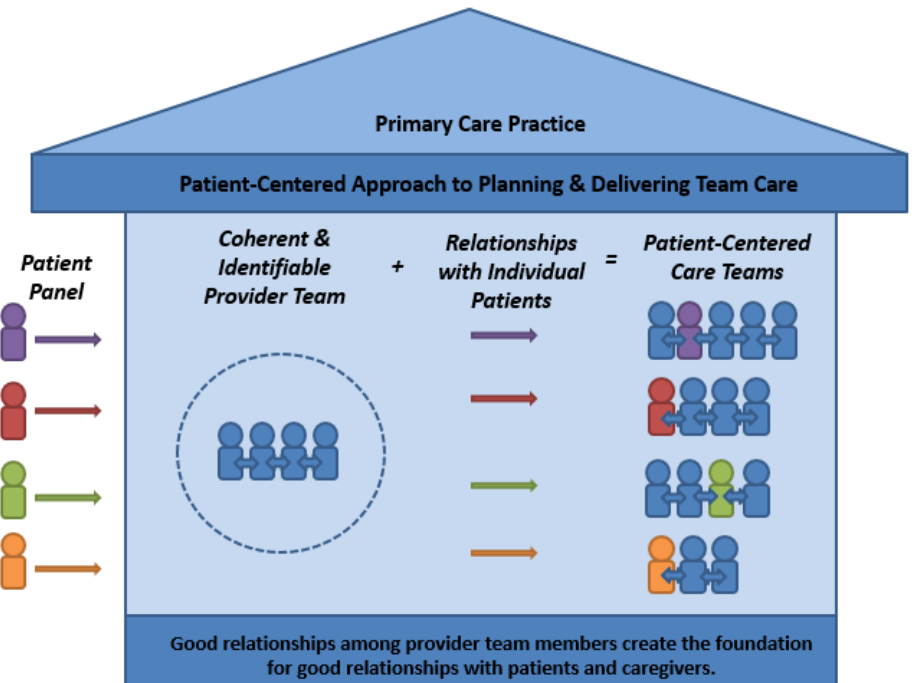 Primary Care Practice
Patient-Centered Approach to Planning & Delivering Team Care
Patient
Panel
Coherent &
Identifiable
Provider Team
+
Relationships
with Individual
Patients
=
Patient-Centered
Care Teams
Good relationships among provider team members create the foundation
for good relationships with patients and caregivers.